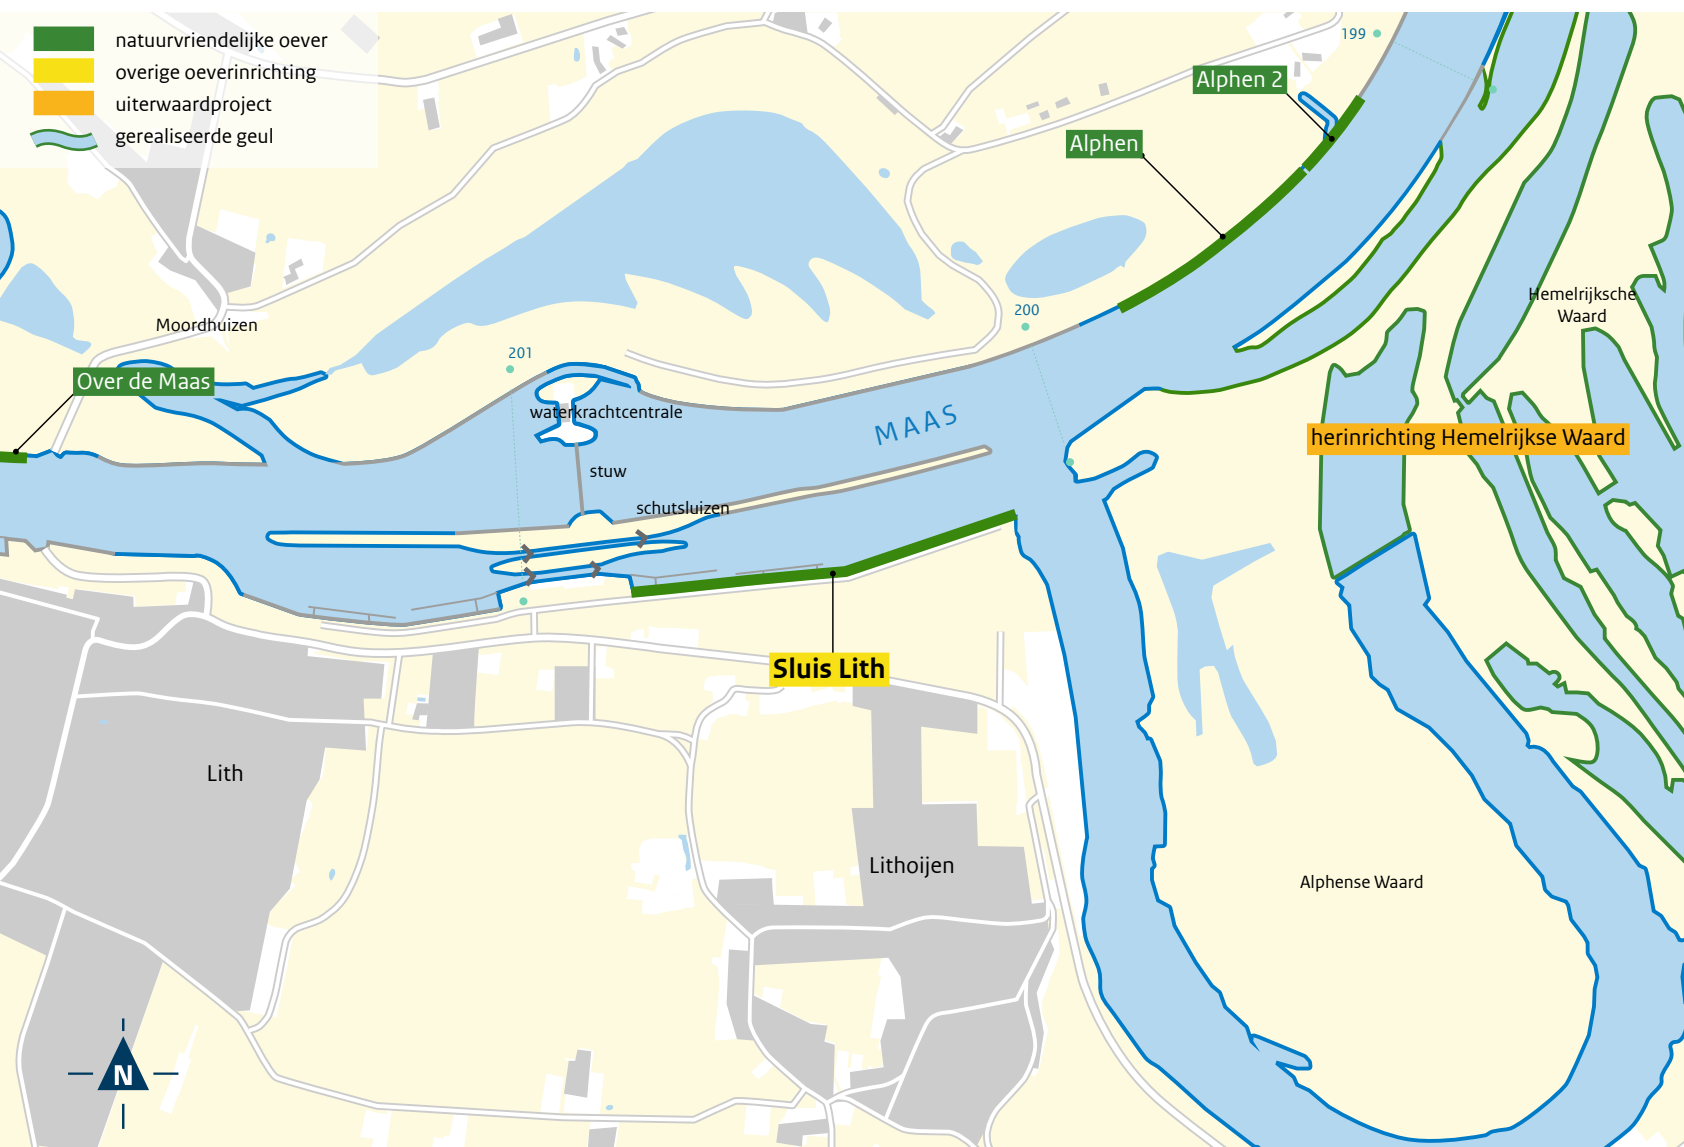 natuurvriendelijke oever
overige oeverinrichting
uiterwaardproject
gerealiseerde geul
199
Alphen 2
Alphen
Hemelrijksche
Waard
200
Moordhuizen
201
Over de Maas
waterkrachtcentrale
MAAS
herinrichting Hemelrijkse Waard
stuw
schutsluizen
Sluis Lith
Lith
Lithoijen
Alphense Waard
N